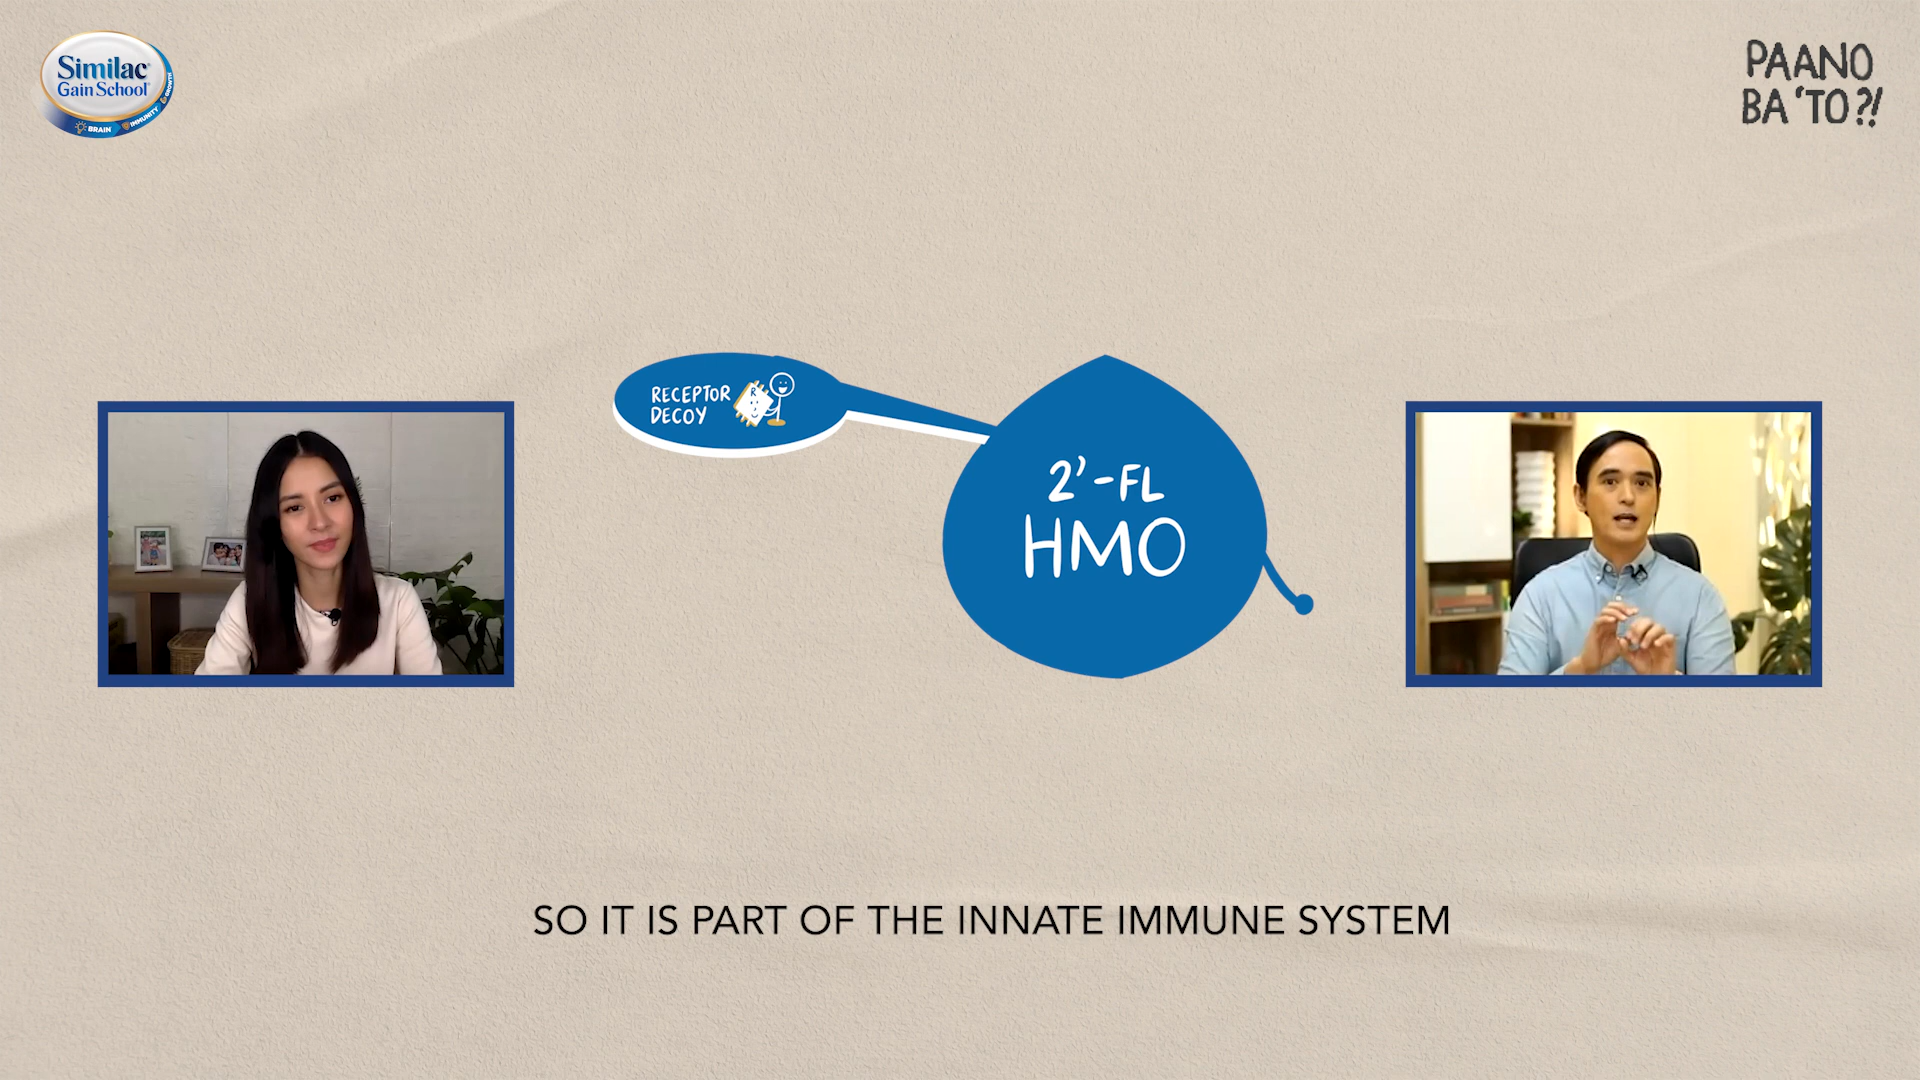 Similac
Gain School
BRAIN
IMMUNITY
GROWTH
PAANO
BA 'TO?!
RECEPTOR
DECOY
R
2'-FL
HMO
SO IT IS PART OF THE INNATE IMMUNE SYSTEM